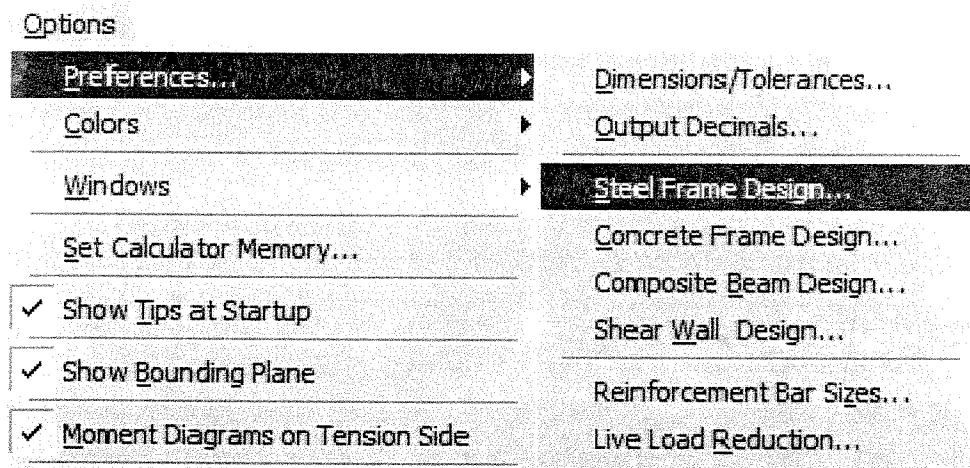 Options
Preferences...
Colors
Windows
Set Calculator Memory...
Show Tips at Startup
Show Bounding Plane
Moment Diagrams on Tension Side
Dimensions/Tolerances...
Output Decimals...
Steel Frame Design...
Concrete Frame Design...
Composite Beam Design...
Shear Wall Design...
Reinforcement Bar Sizes...
Live Load Reduction...